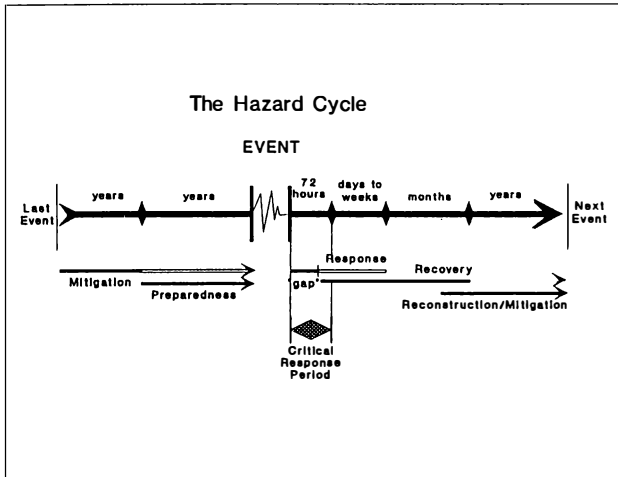 The Hazard Cycle
EVENT
Last
Event
years
years
72
hours
days to
weeks
months
years
Next
Event
Mitigation
Preparedness
Response
"gap"
Recovery
Reconstruction/Mitigation
Critical
Response
Period